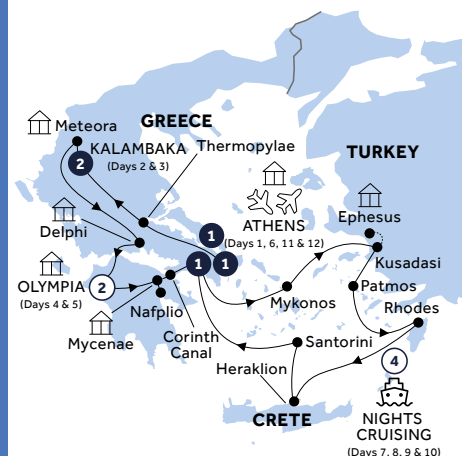 Meteora
GREECE
2
KALAMBAKA
(Days 2 & 3)
Thermopylae
TURKEY
Delphi
1
ATHENS
(Days 1, 6, 11 & 12)
Ephesus
Kusadasi
OLYMPIA
(Days 4 & 5)
2
1
1
Mykonos
Patmos
Nafplio
Rhodes
Mycenae
Corinth
Canal
Santorini
Heraklion
4
CRETE
NIGHTS
CRUISING
(Days 7, 8, 9 & 10)